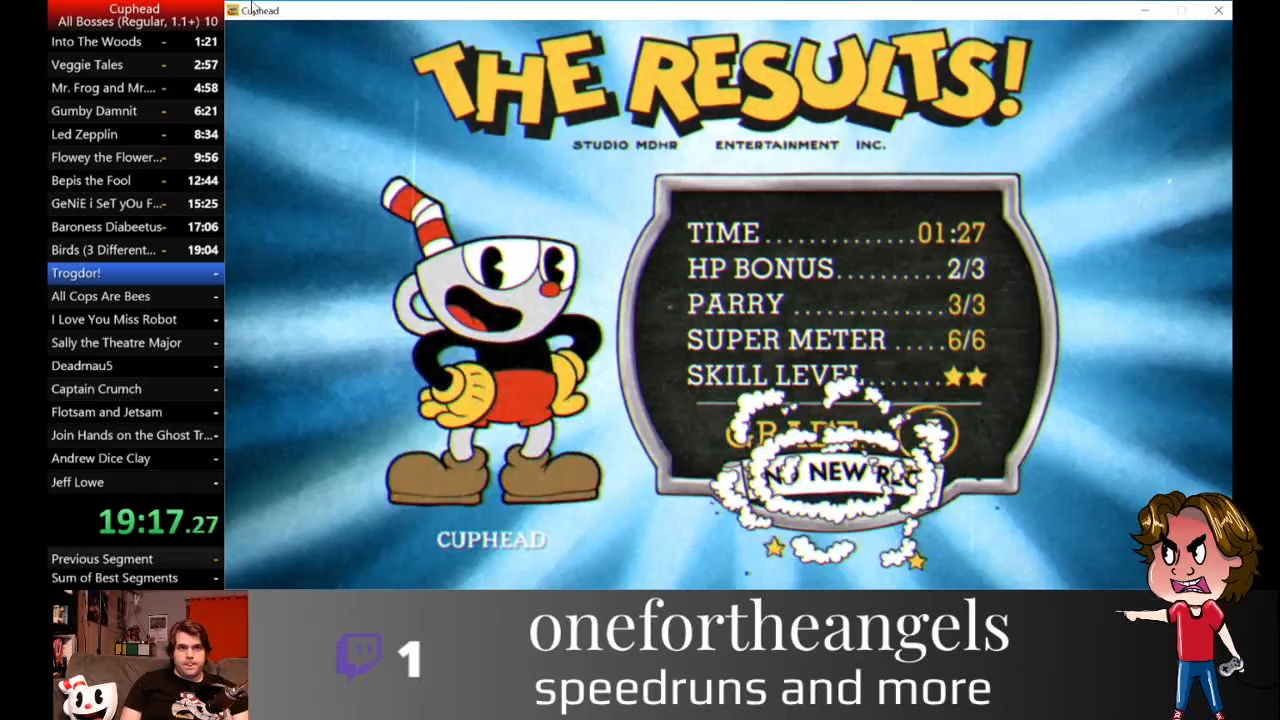 Cuphead
All Bosses (Regular, 1.1+) 10
Into The Woods - 1:21
Veggie Tales - 2:57
Mr. Frog and Mr.... - 4:58
Gumby Damnit - 6:21
Led Zepplin - 8:34
Flowey the Flower... - 9:56
Bepis the Fool - 12:44
GeNiE i SeT yOu F... - 15:25
Baroness Diabeetus - 17:06
Birds (3 Different... - 19:04
Trogdor! -
All Cops Are Bees -
I Love You Miss Robot -
Sally the Theatre Major -
Deadmau5 -
Captain Crunch -
Flotsam and Jetsam -
Join Hands on the Ghost Tr... -
Andrew Dice Clay -
Jeff Lowe -
19:17.27
Previous Segment -
Sum of Best Segments -
Cuphead
THE RESULTS!
STUDIO MDHR ENTERTAINMENT INC.
TIME..............01:27
HP BONUS..........2/3
PARRY .............3/3
SUPER METER .....6/6
SKILL LEVEL.......★★
GRADE
NEW
CUPHEAD
1
onefortheangels
speedruns and more